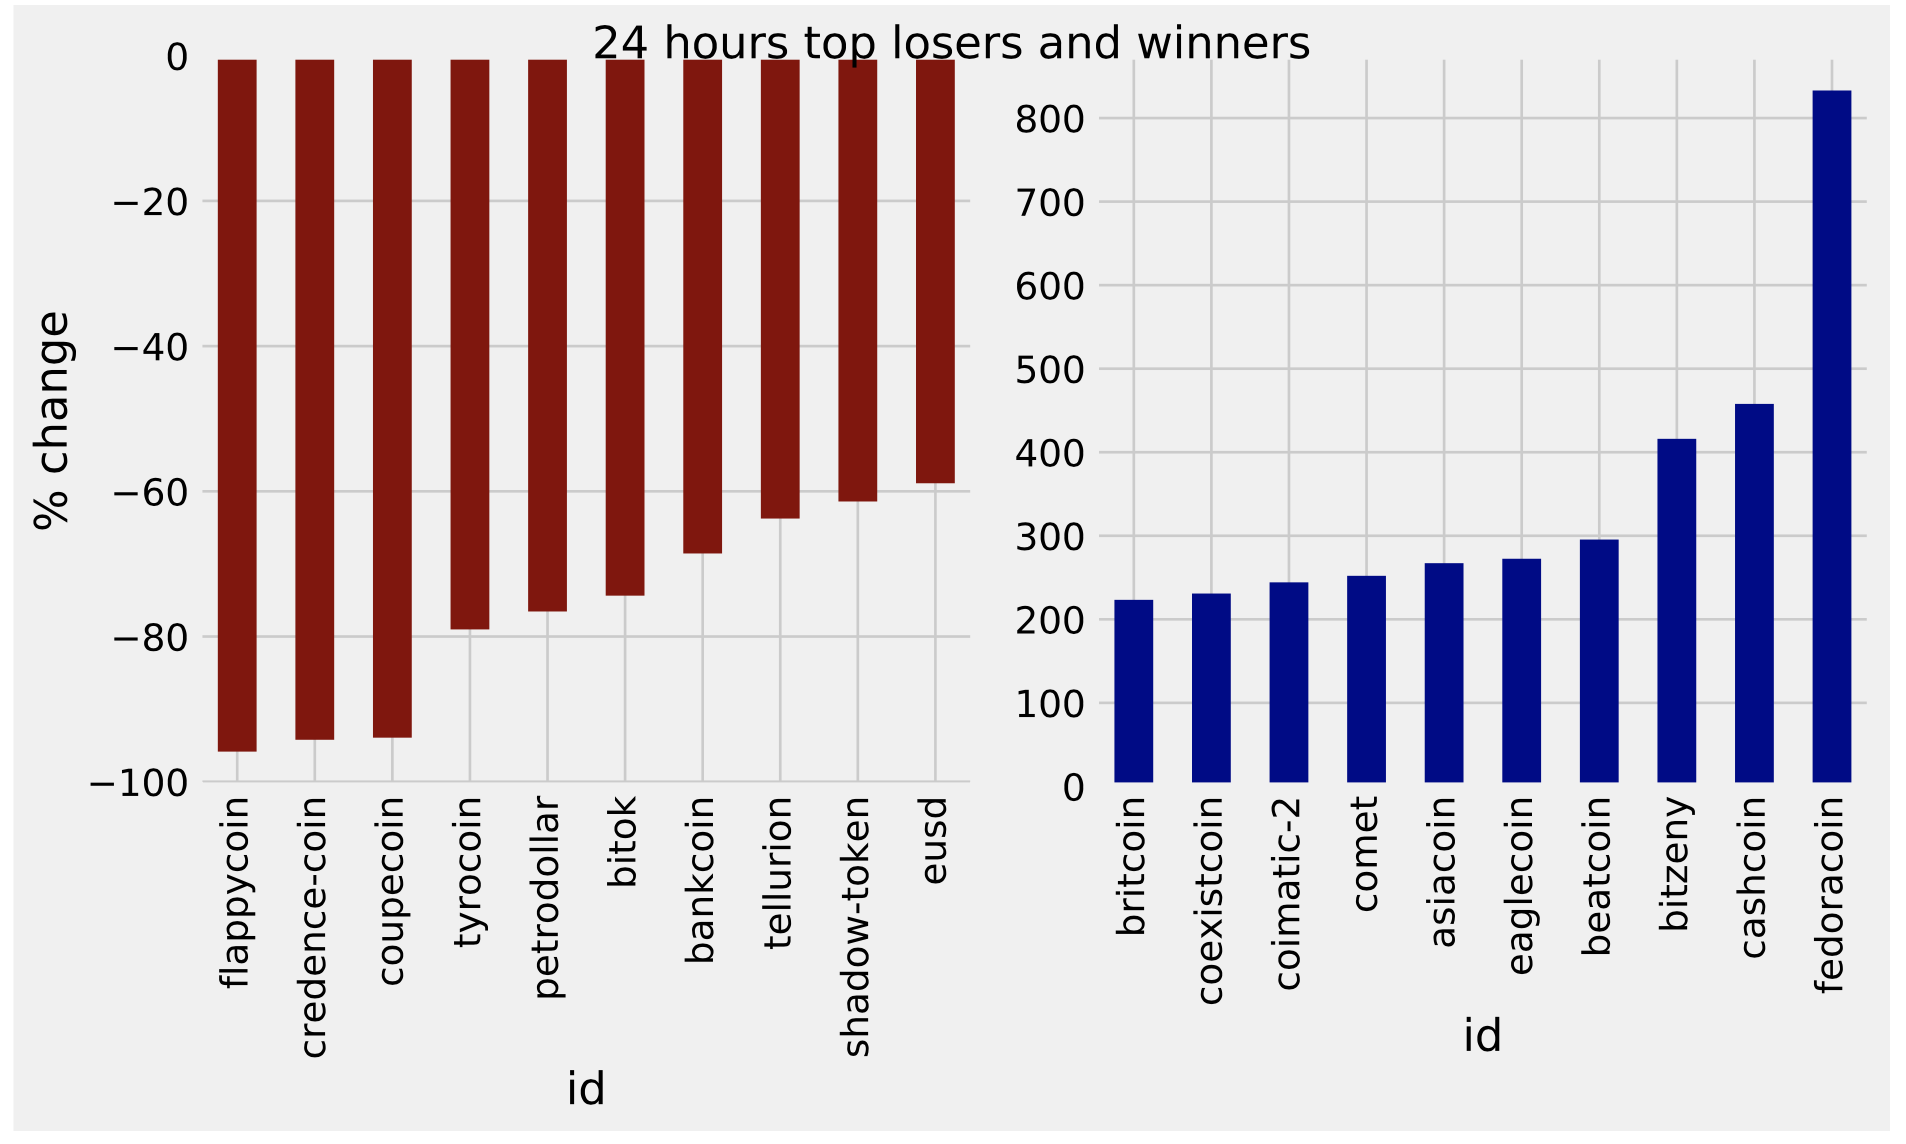 24 hours top losers and winners
% change
0
−20
−40
−60
−80
−100
flappycoin
credence-coin
coupecoin
tyrocoin
petrodollar
bitok
bankcoin
tellurion
shadow-token
eusd
id
800
700
600
500
400
300
200
100
0
britcoin
coexistcoin
coimatic-2
comet
asiacoin
eaglecoin
beatcoin
bitzeny
cashcoin
fedoracoin
id